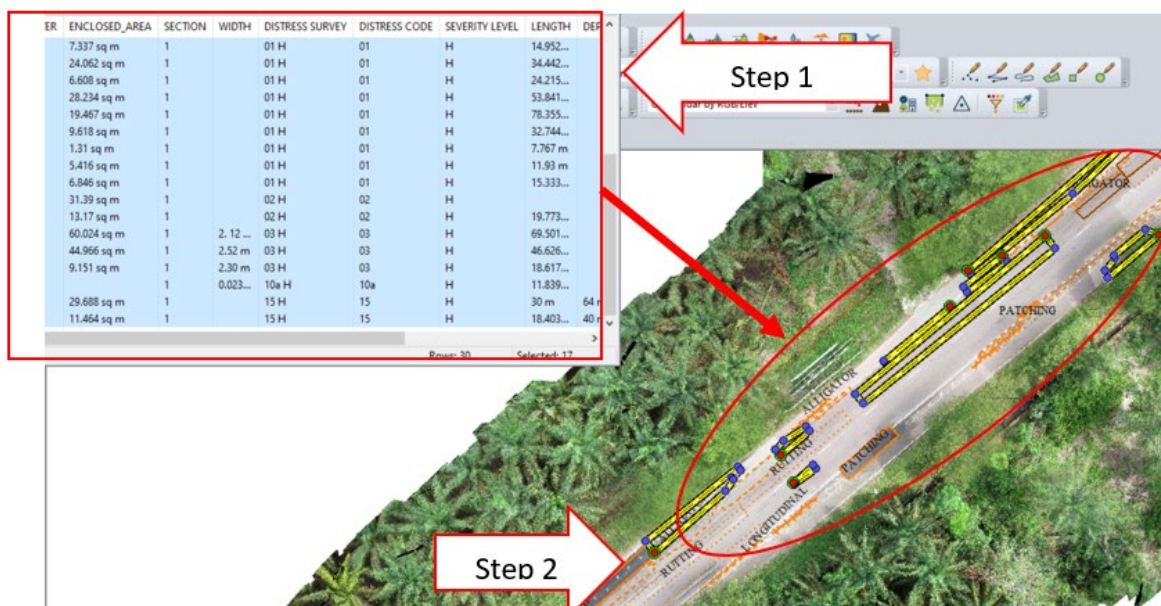 ER ENCLOSED_AREA SECTION WIDTH DISTRESS SURVEY DISTRESS CODE SEVERITY LEVEL LENGTH DEP
7.337 sq m 1 01 H 01 H 14.952...
24.062 sq m 1 01 H 01 H 34.442...
6.608 sq m 1 01 H 01 H 24.215...
28.234 sq m 1 01 H 01 H 53.841...
19.467 sq m 1 01 H 01 H 78.355...
9.618 sq m 1 01 H 01 H 32.744...
1.31 sq m 1 01 H 01 H 7.767 m
5.416 sq m 1 01 H 01 H 11.93 m
6.846 sq m 1 01 H 01 H 15.333...
31.39 sq m 1 02 H 02 H
13.17 sq m 1 02 H 02 H 19.773...
60.024 sq m 1 2. 12 ... 03 H 03 H 69.501...
44.966 sq m 1 2.52 m 03 H 03 H 46.626...
9.151 sq m 1 2.30 m 03 H 03 H 18.617...
1 0.023... 10a H 10a H 11.839...
29.688 sq m 1 15 H 15 H 30 m 64 m
11.464 sq m 1 15 H 15 H 18.403... 40 m
Rows: 30 Selected: 17
Step 1
by RGB/Elev
ALLIGATOR
PATCHING
ALLIGATOR
RUTTING
PATCHING
LONGITUDINAL
RUTTING
Step 2